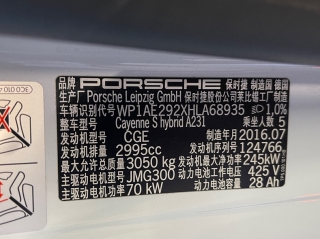 品牌 PORSCHE 保时捷 制造国 德国
生产厂 Porsche Leipzig GmbH 保时捷股份公司莱比锡工厂制造
车辆识别代号 WP1AE292XHLA68935 1.0%
整车型号 Cayenne S hybrid A231 乘坐人数 5
发动机型号 CGE 制造年月 2016.07
发动机排量 2995cc 发动机号 124766
最大允许总质量 3050 kg 发动机最大净功率 245kW
主驱动电机型号 JMG300 动力电池工作电压 425 V
主驱动电机功率 70 kW 动力电池容量 28 Ah